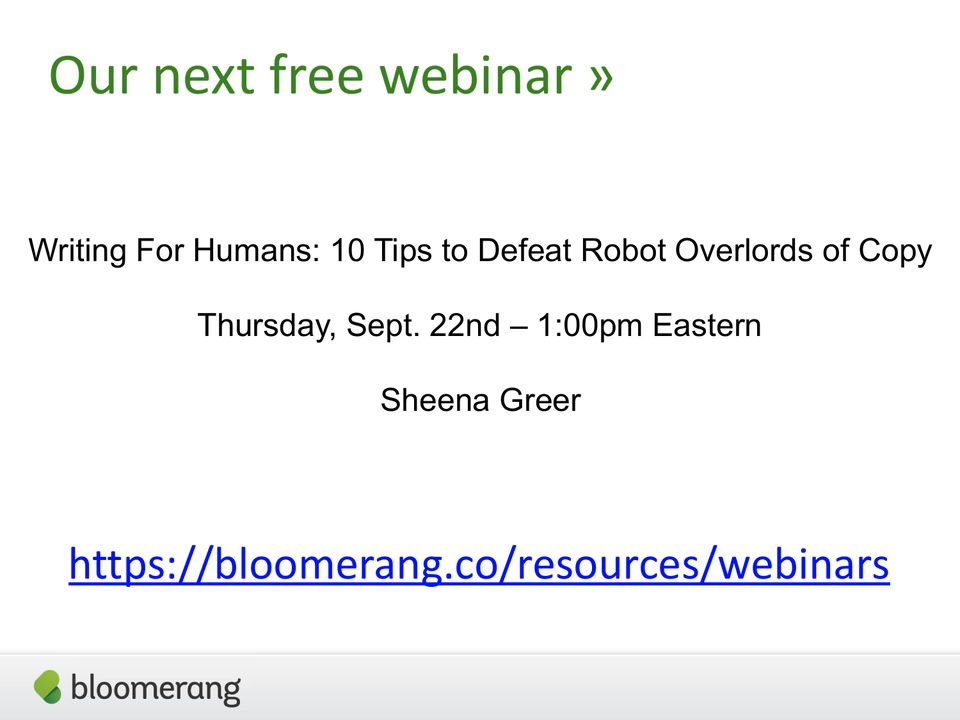 Our next free webinar »
Writing For Humans: 10 Tips to Defeat Robot Overlords of Copy
Thursday, Sept. 22nd – 1:00pm Eastern
Sheena Greer
https://bloomerang.co/resources/webinars
bloomerang